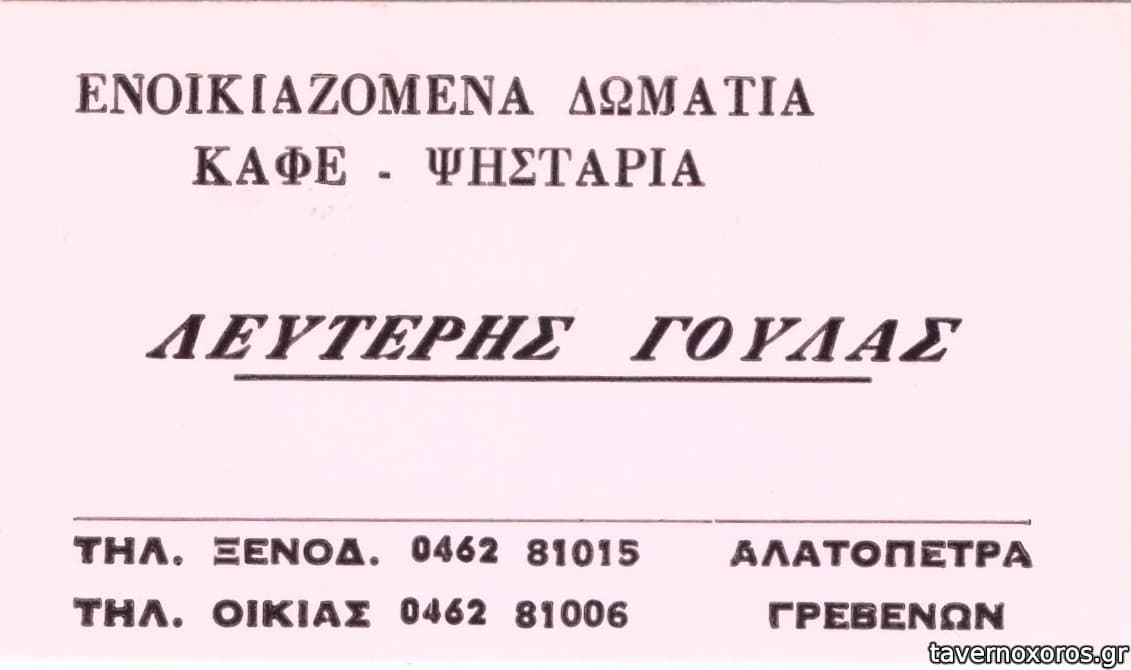 ΕΝΟΙΚΙΑΖΟΜΕΝΑ ΔΩΜΑΤΙΑ
ΚΑΦΕ - ΨΗΣΤΑΡΙΑ
ΛΕΥΤΕΡΗΣ ΓΟΥΛΑΣ
ΤΗΛ. ΞΕΝΟΔ. 0462 81015 ΑΛΑΤΟΠΕΤΡΑ
ΤΗΛ. ΟΙΚΙΑΣ 0462 81006 ΓΡΕΒΕΝΩΝ
tavernoxoros.gr